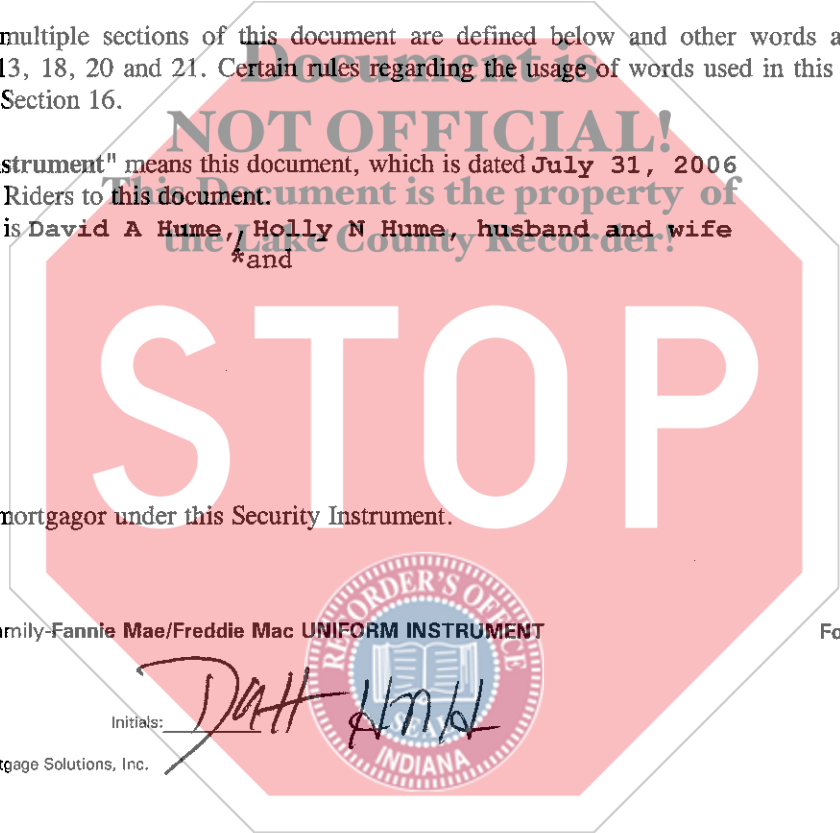 multiple sections of this document are defined below and other words a
13, 18, 20 and 21. Certain rules regarding the usage of words used in this
Section 16.
Document is
NOT OFFICIAL!
This Document is the property of
the Lake County Recorder!
strument" means this document, which is dated July 31, 2006
Riders to this document.
is David A Hume, Holly N Hume, husband and wife
*and
STOP
mortgagor under this Security Instrument.
amily-Fannie Mae/Freddie Mac UNIFORM INSTRUMENT Fo
RECORDER'S OFFICE
SEAL
INDIANA
Initials: DAH HNH
tgage Solutions, Inc.